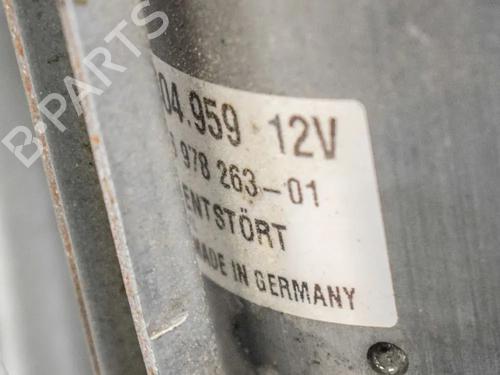 B-PARTS
04.959 12V
978 263-01
ENTSTÖRT
MADE IN GERMANY